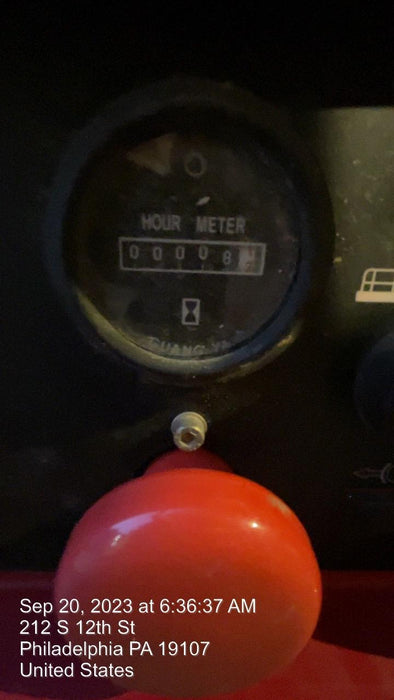 HOUR METER
00008
Sep 20, 2023 at 6:36:37 AM
212 S 12th St
Philadelphia PA 19107
United States